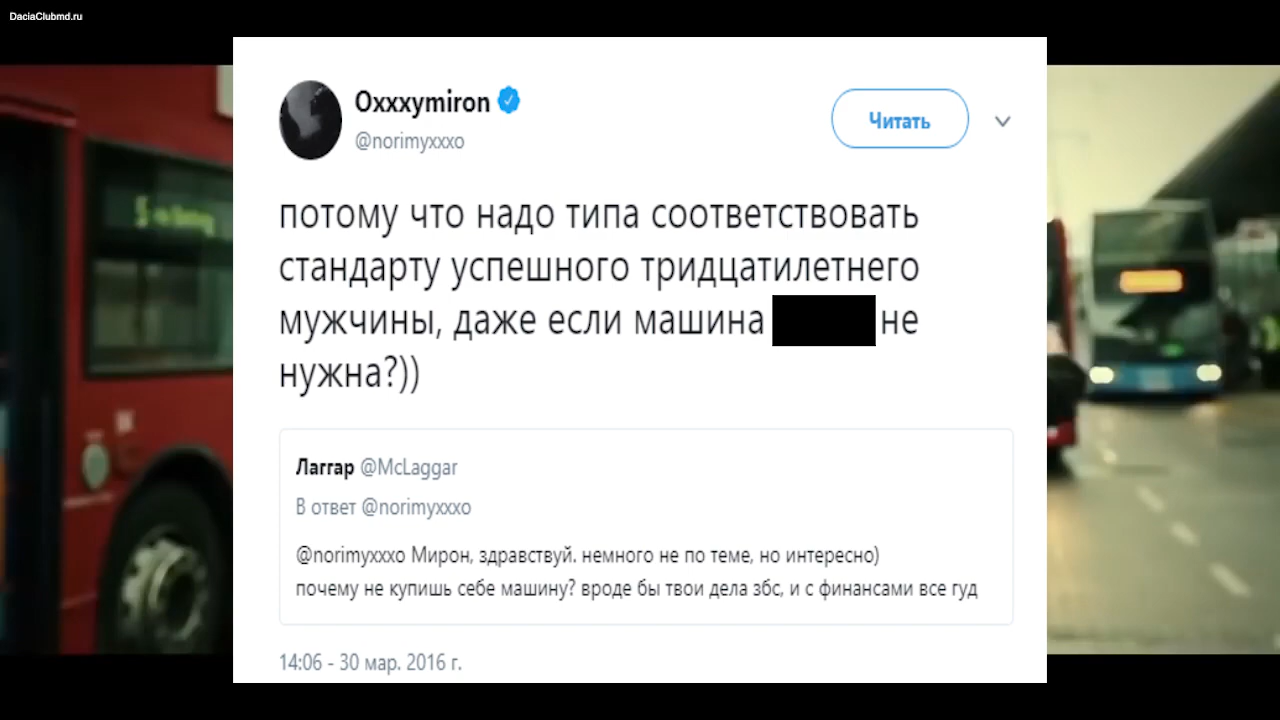 DaciaClubmd.ru
Oxxxymiron
@norimyxxxo
Читать
потому что надо типа соответствовать
стандарту успешного тридцатилетнего
мужчины, даже если машина не
нужна?))
Лаггар @McLaggar
В ответ @norimyxxxo
@norimyxxxo Мирон, здравствуй. немного не по теме, но интересно)
почему не купишь себе машину? вроде бы твои дела збс, и с финансами все гуд
14:06 - 30 мар. 2016 г.